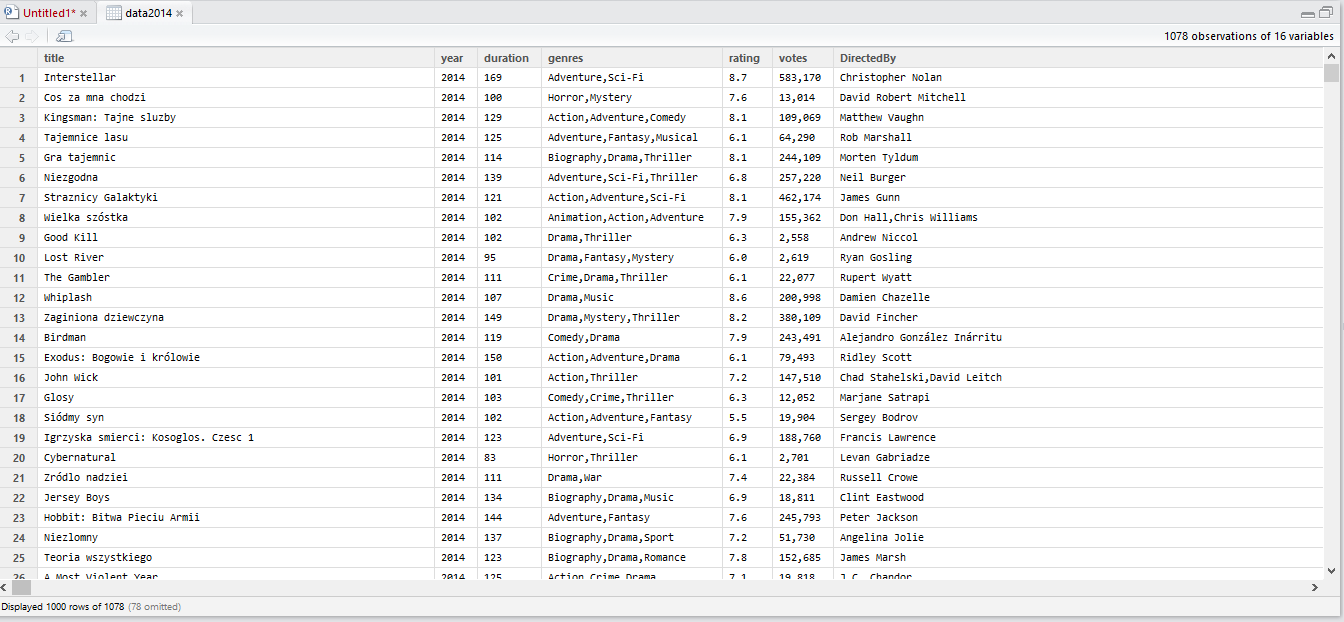 Untitled1* data2014
1078 observations of 16 variables
title year duration genres rating votes DirectedBy
1 Interstellar 2014 169 Adventure,Sci-Fi 8.7 583,170 Christopher Nolan
2 Cos za mna chodzi 2014 100 Horror,Mystery 7.6 13,014 David Robert Mitchell
3 Kingsman: Tajne sluzby 2014 129 Action,Adventure,Comedy 8.1 109,069 Matthew Vaughn
4 Tajemnice lasu 2014 125 Adventure,Fantasy,Musical 6.1 64,290 Rob Marshall
5 Gra tajemnic 2014 114 Biography,Drama,Thriller 8.1 244,109 Morten Tyldum
6 Niezgodna 2014 139 Adventure,Sci-Fi,Thriller 6.8 257,220 Neil Burger
7 Straznicy Galaktyki 2014 121 Action,Adventure,Sci-Fi 8.1 462,174 James Gunn
8 Wielka szóstka 2014 102 Animation,Action,Adventure 7.9 155,362 Don Hall,Chris Williams
9 Good Kill 2014 102 Drama,Thriller 6.3 2,558 Andrew Niccol
10 Lost River 2014 95 Drama,Fantasy,Mystery 6.0 2,619 Ryan Gosling
11 The Gambler 2014 111 Crime,Drama,Thriller 6.1 22,077 Rupert Wyatt
12 Whiplash 2014 107 Drama,Music 8.6 200,998 Damien Chazelle
13 Zaginiona dziewczyna 2014 149 Drama,Mystery,Thriller 8.2 380,109 David Fincher
14 Birdman 2014 119 Comedy,Drama 7.9 243,491 Alejandro González Inárritu
15 Exodus: Bogowie i królowie 2014 150 Action,Adventure,Drama 6.1 79,493 Ridley Scott
16 John Wick 2014 101 Action,Thriller 7.2 147,510 Chad Stahelski,David Leitch
17 Glosy 2014 103 Comedy,Crime,Thriller 6.3 12,052 Marjane Satrapi
18 Siódmy syn 2014 102 Action,Adventure,Fantasy 5.5 19,904 Sergey Bodrov
19 Igrzyska smierci: Kosoglos. Czesc 1 2014 123 Adventure,Sci-Fi 6.9 188,760 Francis Lawrence
20 Cybernatural 2014 83 Horror,Thriller 6.1 2,701 Levan Gabriadze
21 Zródlo nadziei 2014 111 Drama,War 7.4 22,384 Russell Crowe
22 Jersey Boys 2014 134 Biography,Drama,Music 6.9 18,811 Clint Eastwood
23 Hobbit: Bitwa Pieciu Armii 2014 144 Adventure,Fantasy 7.6 245,793 Peter Jackson
24 Niezlomny 2014 137 Biography,Drama,Sport 7.2 51,730 Angelina Jolie
25 Teoria wszystkiego 2014 123 Biography,Drama,Romance 7.8 152,685 James Marsh
26 A Most Violent Year 2014 125 Action,Crime,Drama 7.1 19,818 J.C. Chandor
Displayed 1000 rows of 1078 (78 omitted)